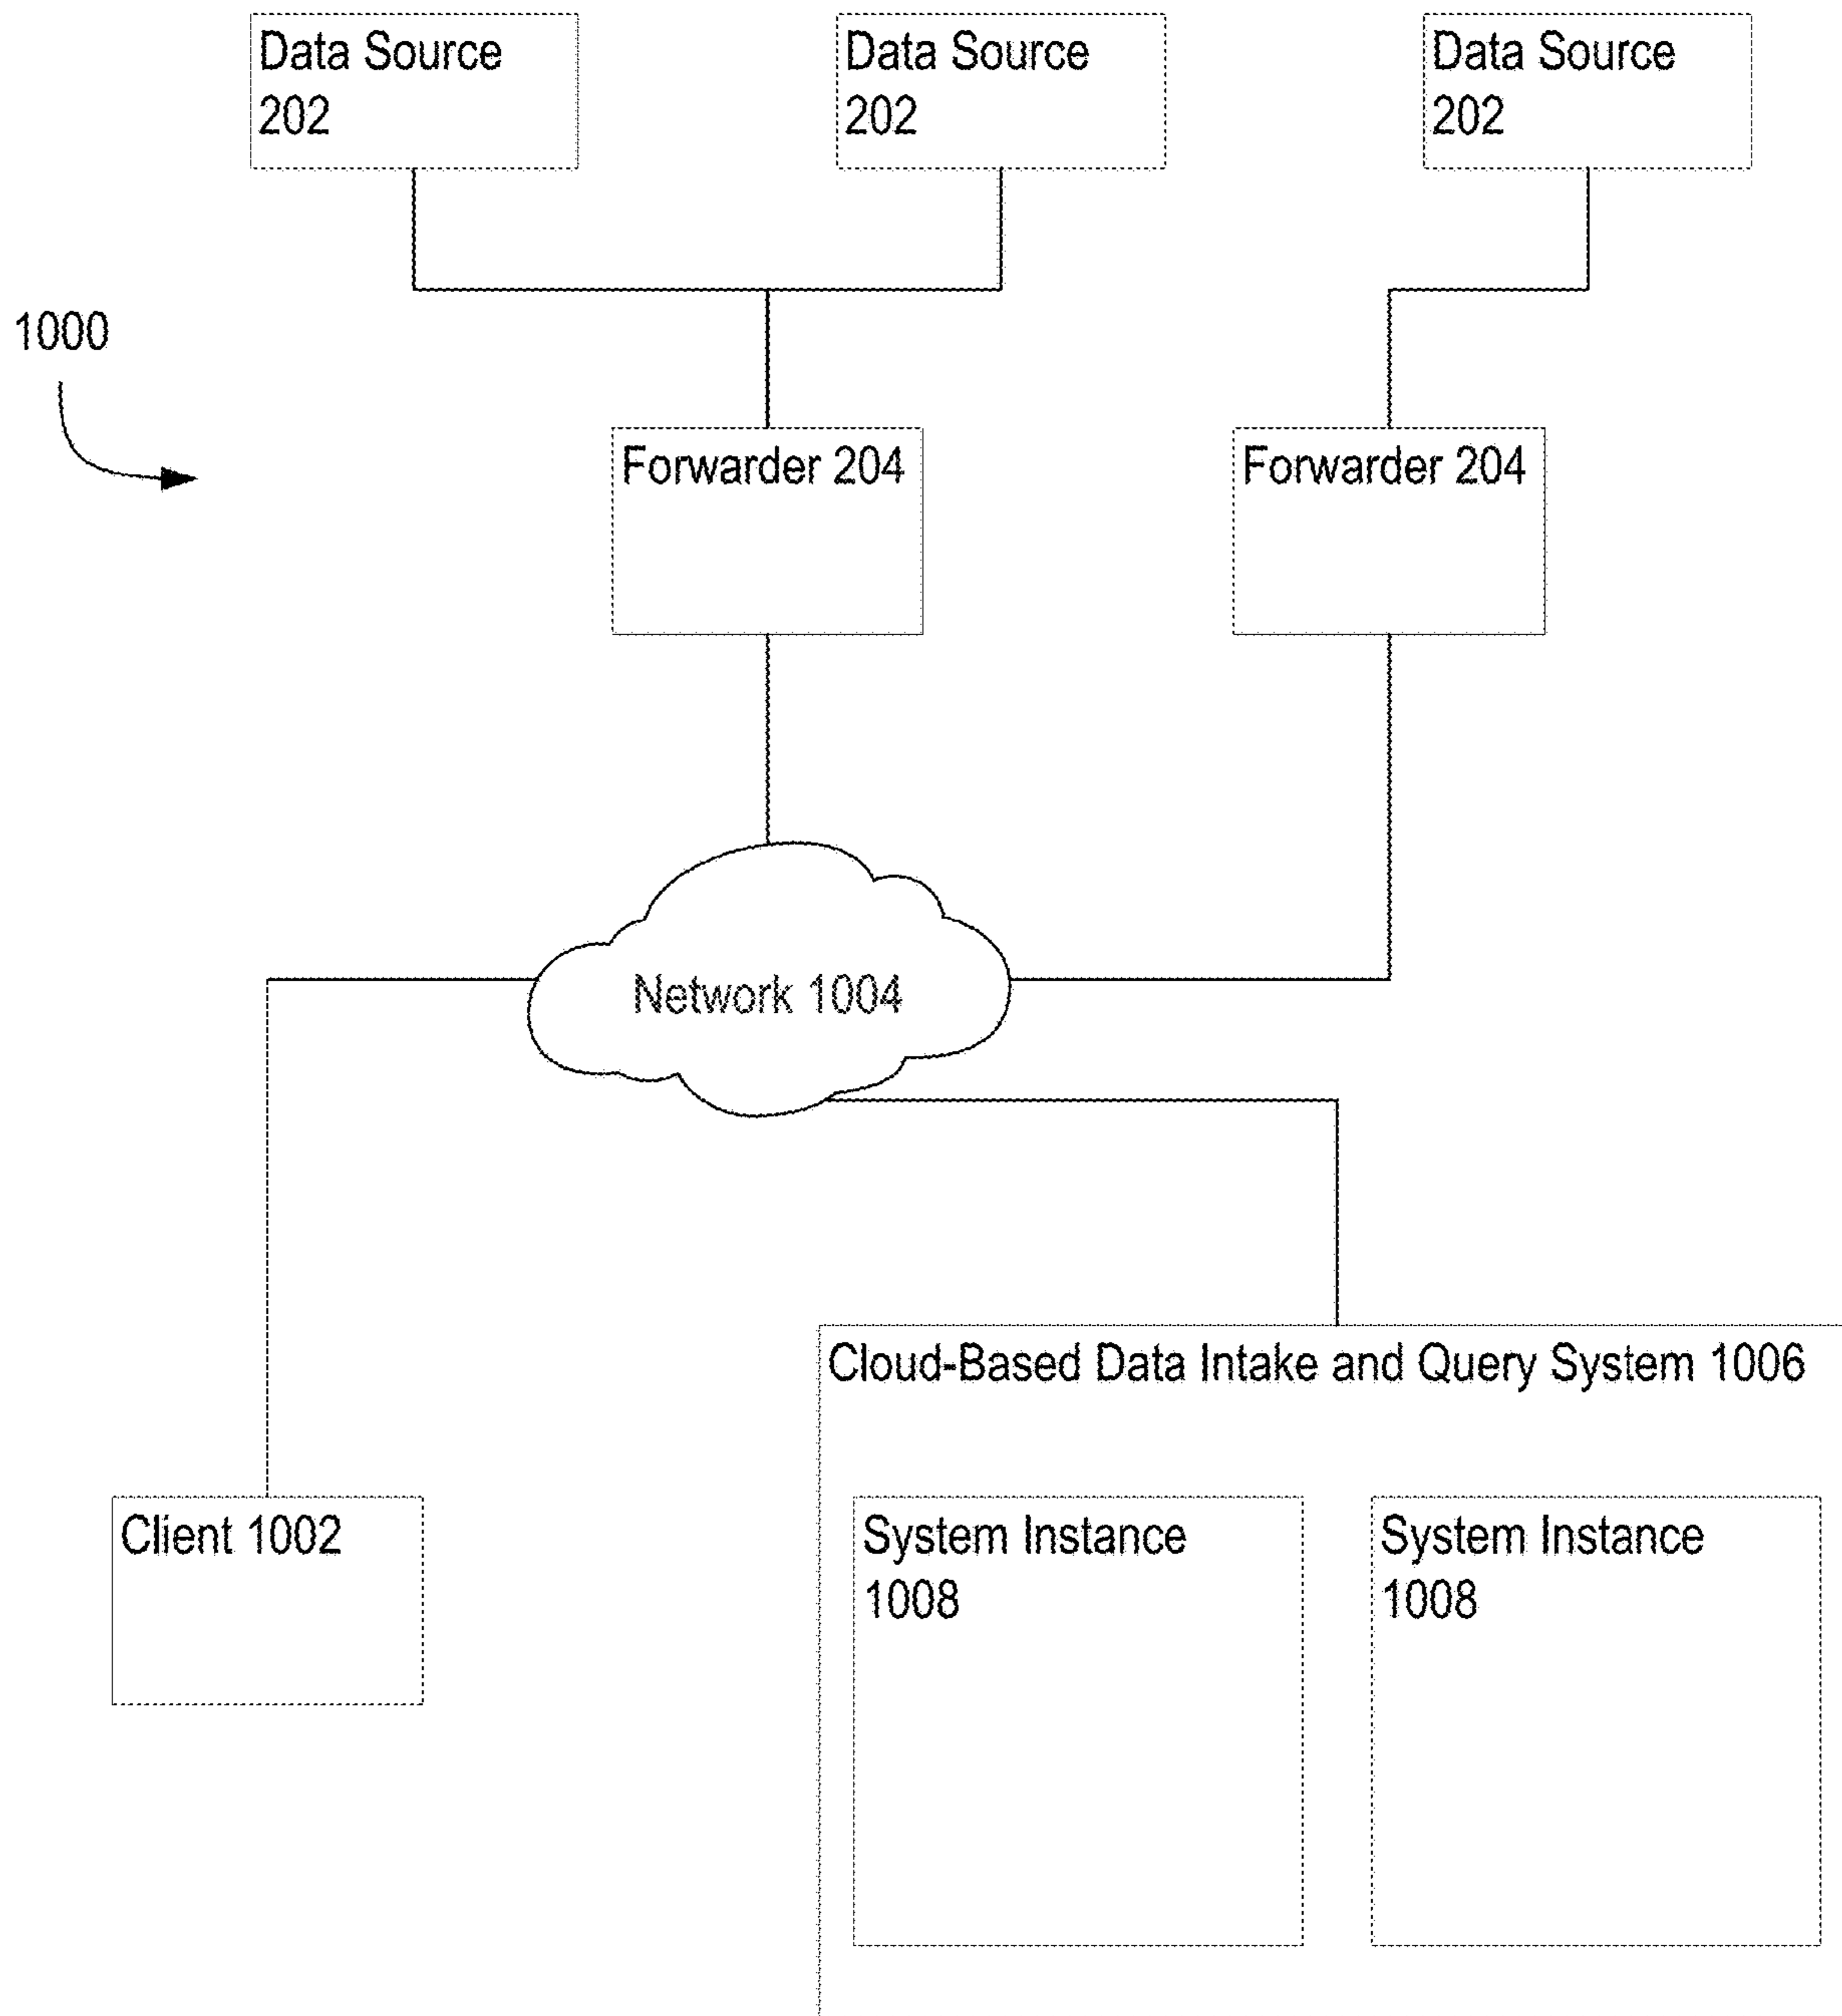 Data Source
202
Data Source
202
Data Source
202
1000
Forwarder 204
Forwarder 204
Network 1004
Cloud-Based Data Intake and Query System 1006
Client 1002
System Instance
1008
System Instance
1008